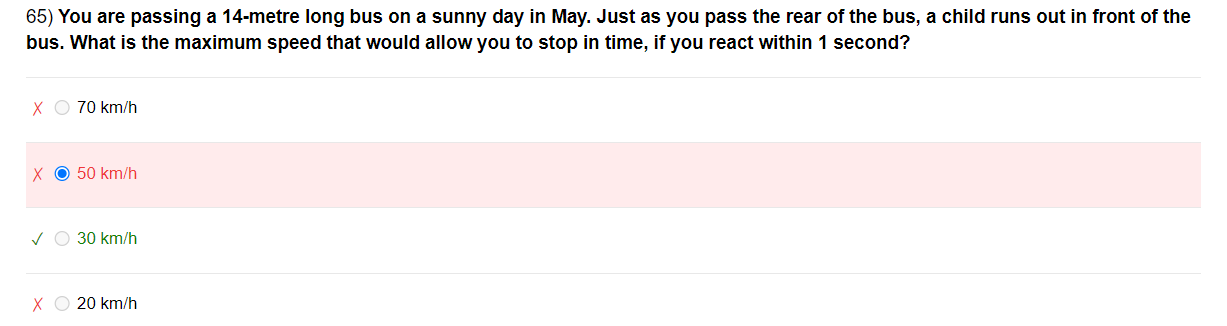 65) You are passing a 14-metre long bus on a sunny day in May. Just as you pass the rear of the bus, a child runs out in front of the
bus. What is the maximum speed that would allow you to stop in time, if you react within 1 second?
✗ 70 km/h
✗ 50 km/h
✓ 30 km/h
✗ 20 km/h